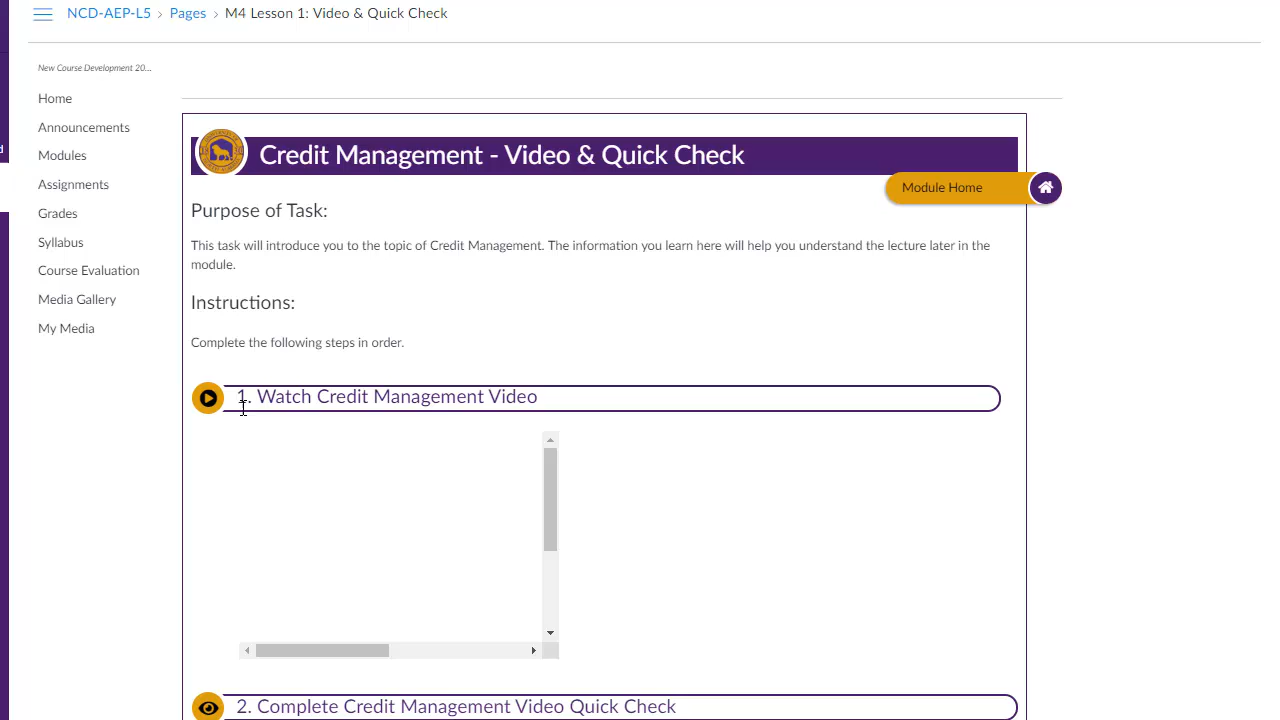 NCD-AEP-L5 › Pages › M4 Lesson 1: Video & Quick Check
New Course Development 20...
Home
Announcements
Modules
Assignments
Grades
Syllabus
Course Evaluation
Media Gallery
My Media
Credit Management - Video & Quick Check
Module Home
Purpose of Task:
This task will introduce you to the topic of Credit Management. The information you learn here will help you understand the lecture later in the
module.
Instructions:
Complete the following steps in order.
1. Watch Credit Management Video
2. Complete Credit Management Video Quick Check